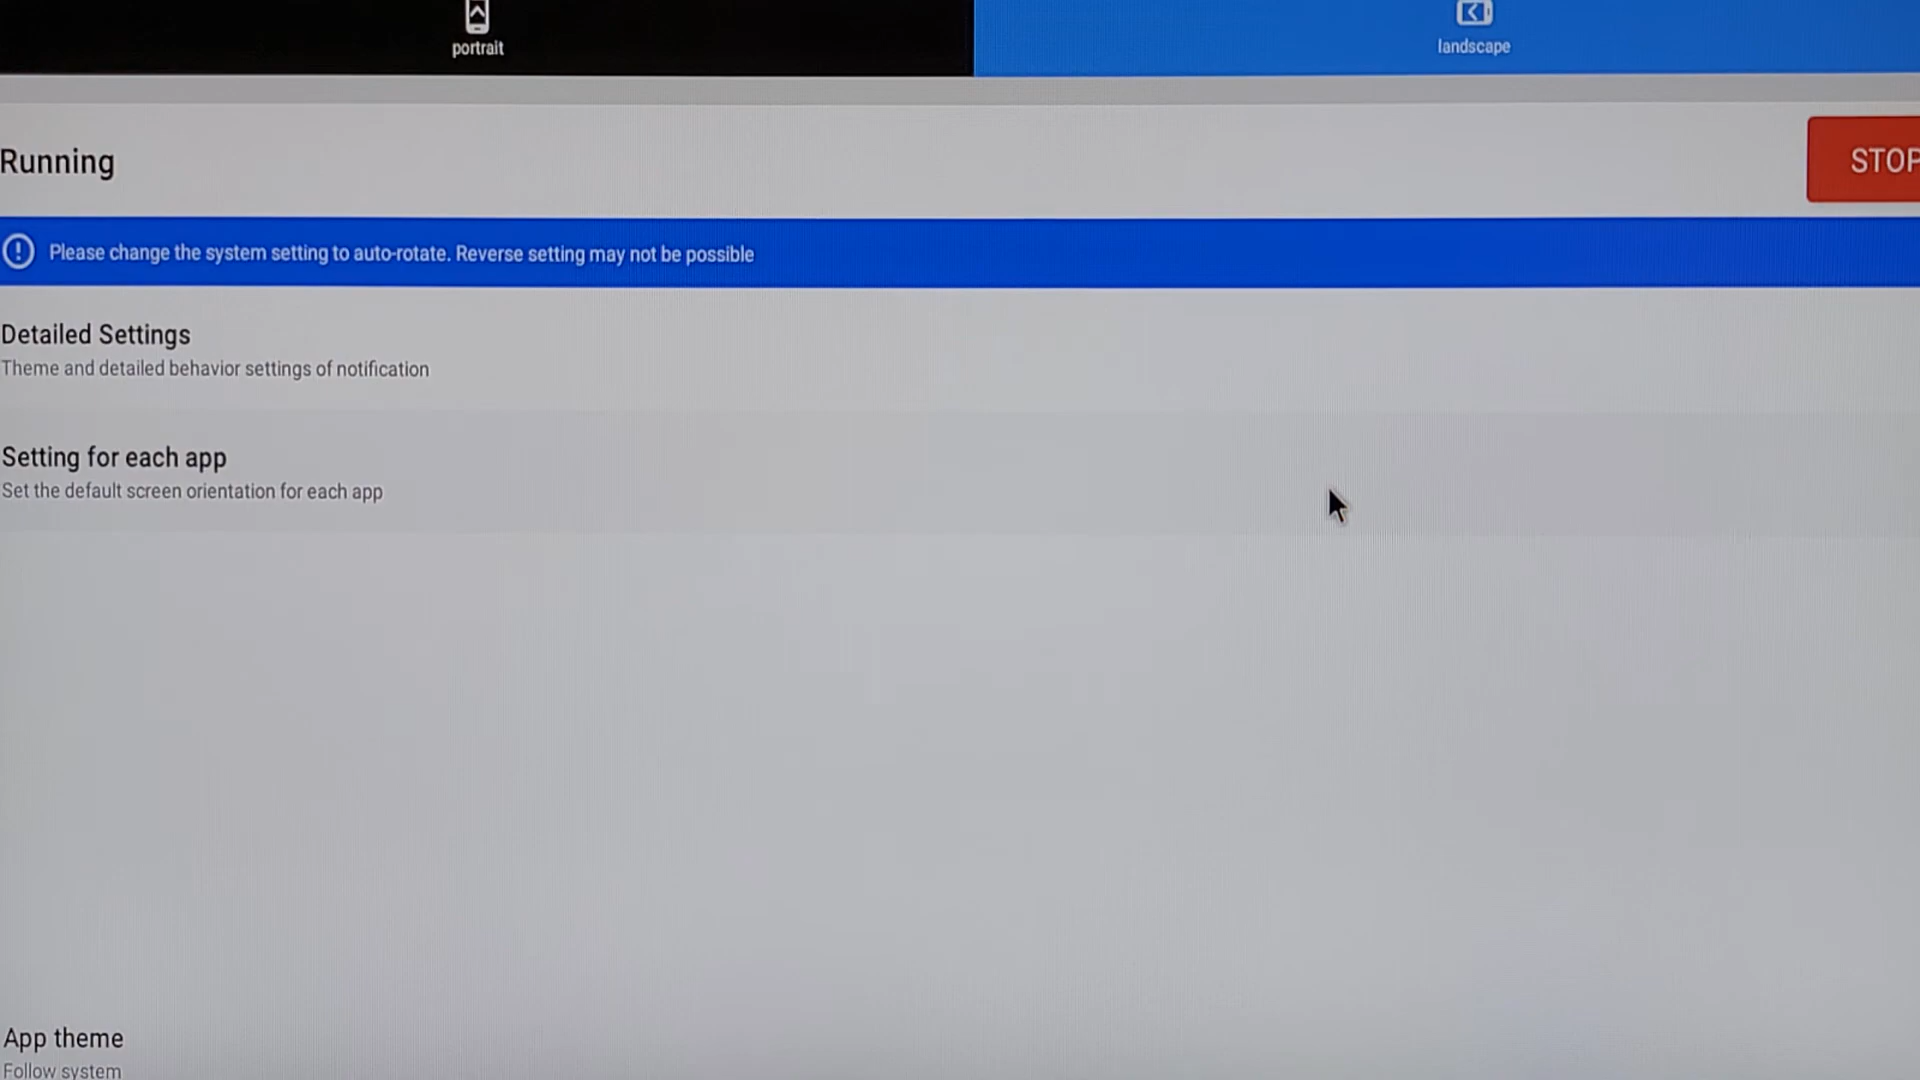 portrait
landscape
Running
STOP
Please change the system setting to auto-rotate. Reverse setting may not be possible
Detailed Settings
Theme and detailed behavior settings of notification
Setting for each app
Set the default screen orientation for each app
App theme
Follow system